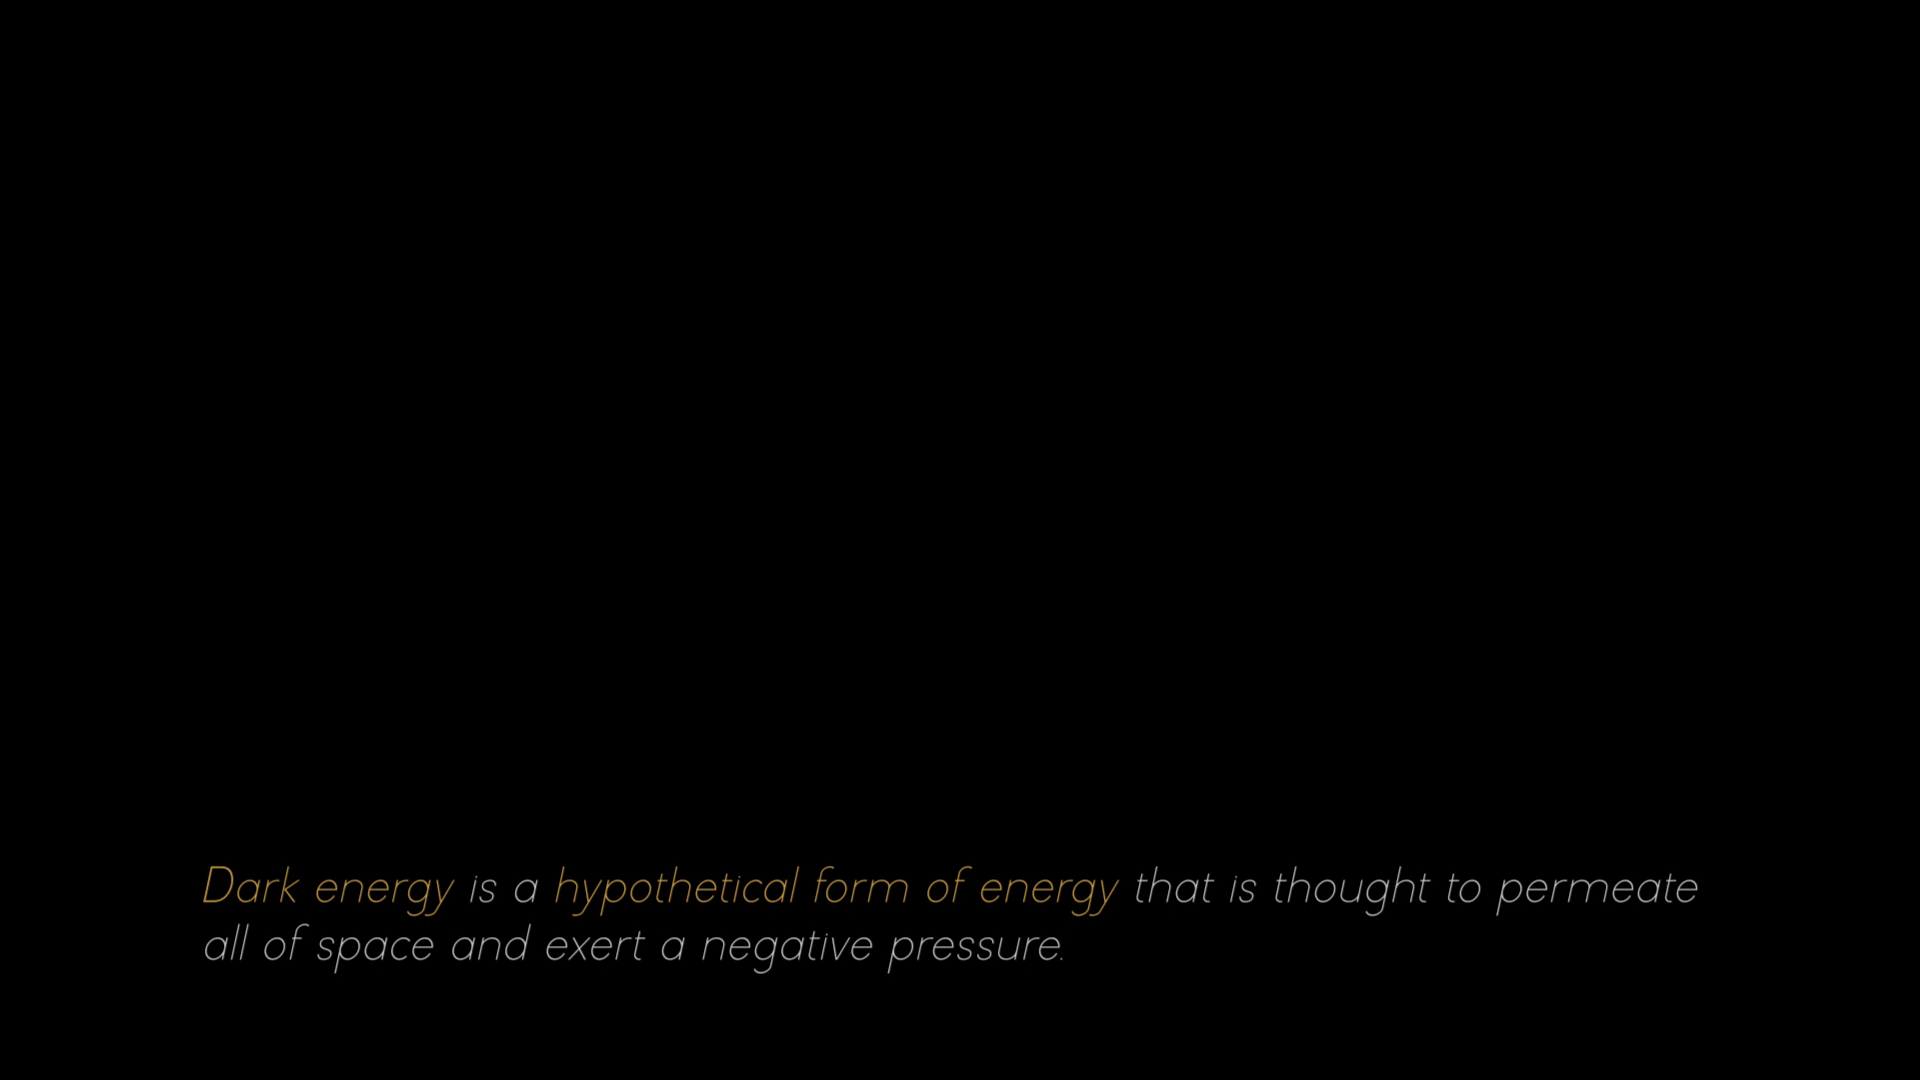 Dark energy is a hypothetical form of energy that is thought to permeate
all of space and exert a negative pressure.